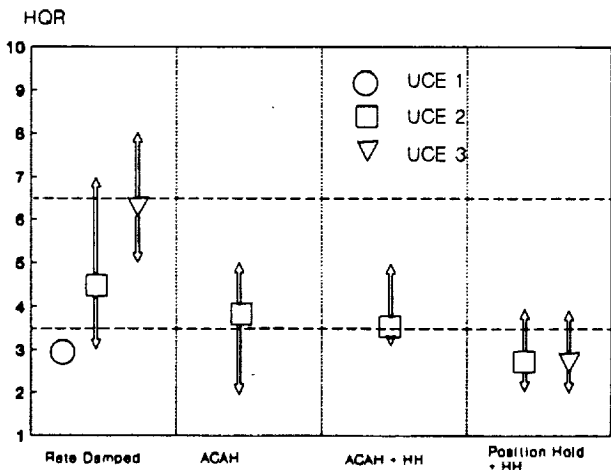 HQR
10
9
8
7
6
5
4
3
2
1
UCE 1
UCE 2
UCE 3
Rate Damped
ACAH
ACAH + HH
Position Hold
+ HH